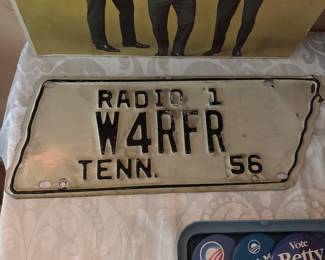 RADIO 1
W4RFR
TENN. 56
Vote
Betty